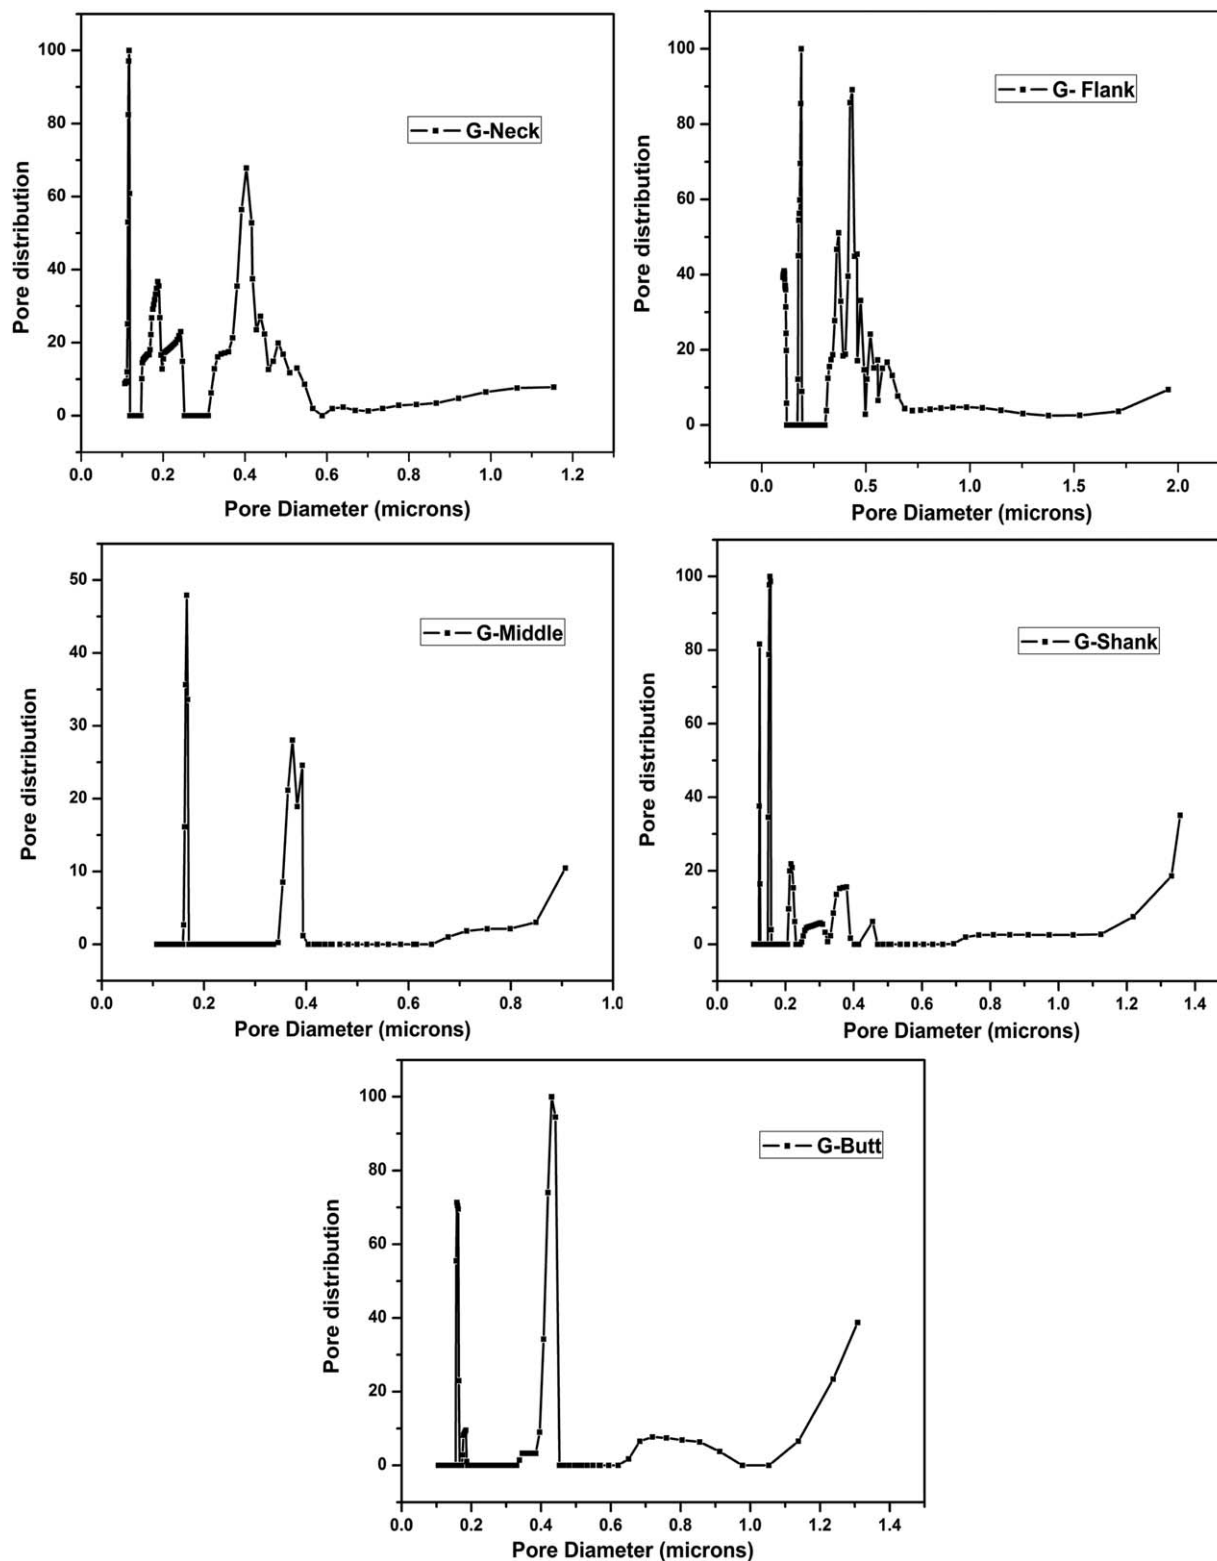 100
80
60
40
20
0
Pore distribution
G-Neck
0.0 0.2 0.4 0.6 0.8 1.0 1.2
Pore Diameter (microns)
100
80
60
40
20
0
Pore distribution
G- Flank
0.0 0.5 1.0 1.5 2.0
Pore Diameter (microns)
50
40
30
20
10
0
Pore distribution
G-Middle
0.0 0.2 0.4 0.6 0.8 1.0
Pore Diameter (microns)
100
80
60
40
20
0
Pore distribution
G-Shank
0.0 0.2 0.4 0.6 0.8 1.0 1.2 1.4
Pore Diameter (microns)
100
80
60
40
20
0
Pore distribution
G-Butt
0.0 0.2 0.4 0.6 0.8 1.0 1.2 1.4
Pore Diameter (microns)